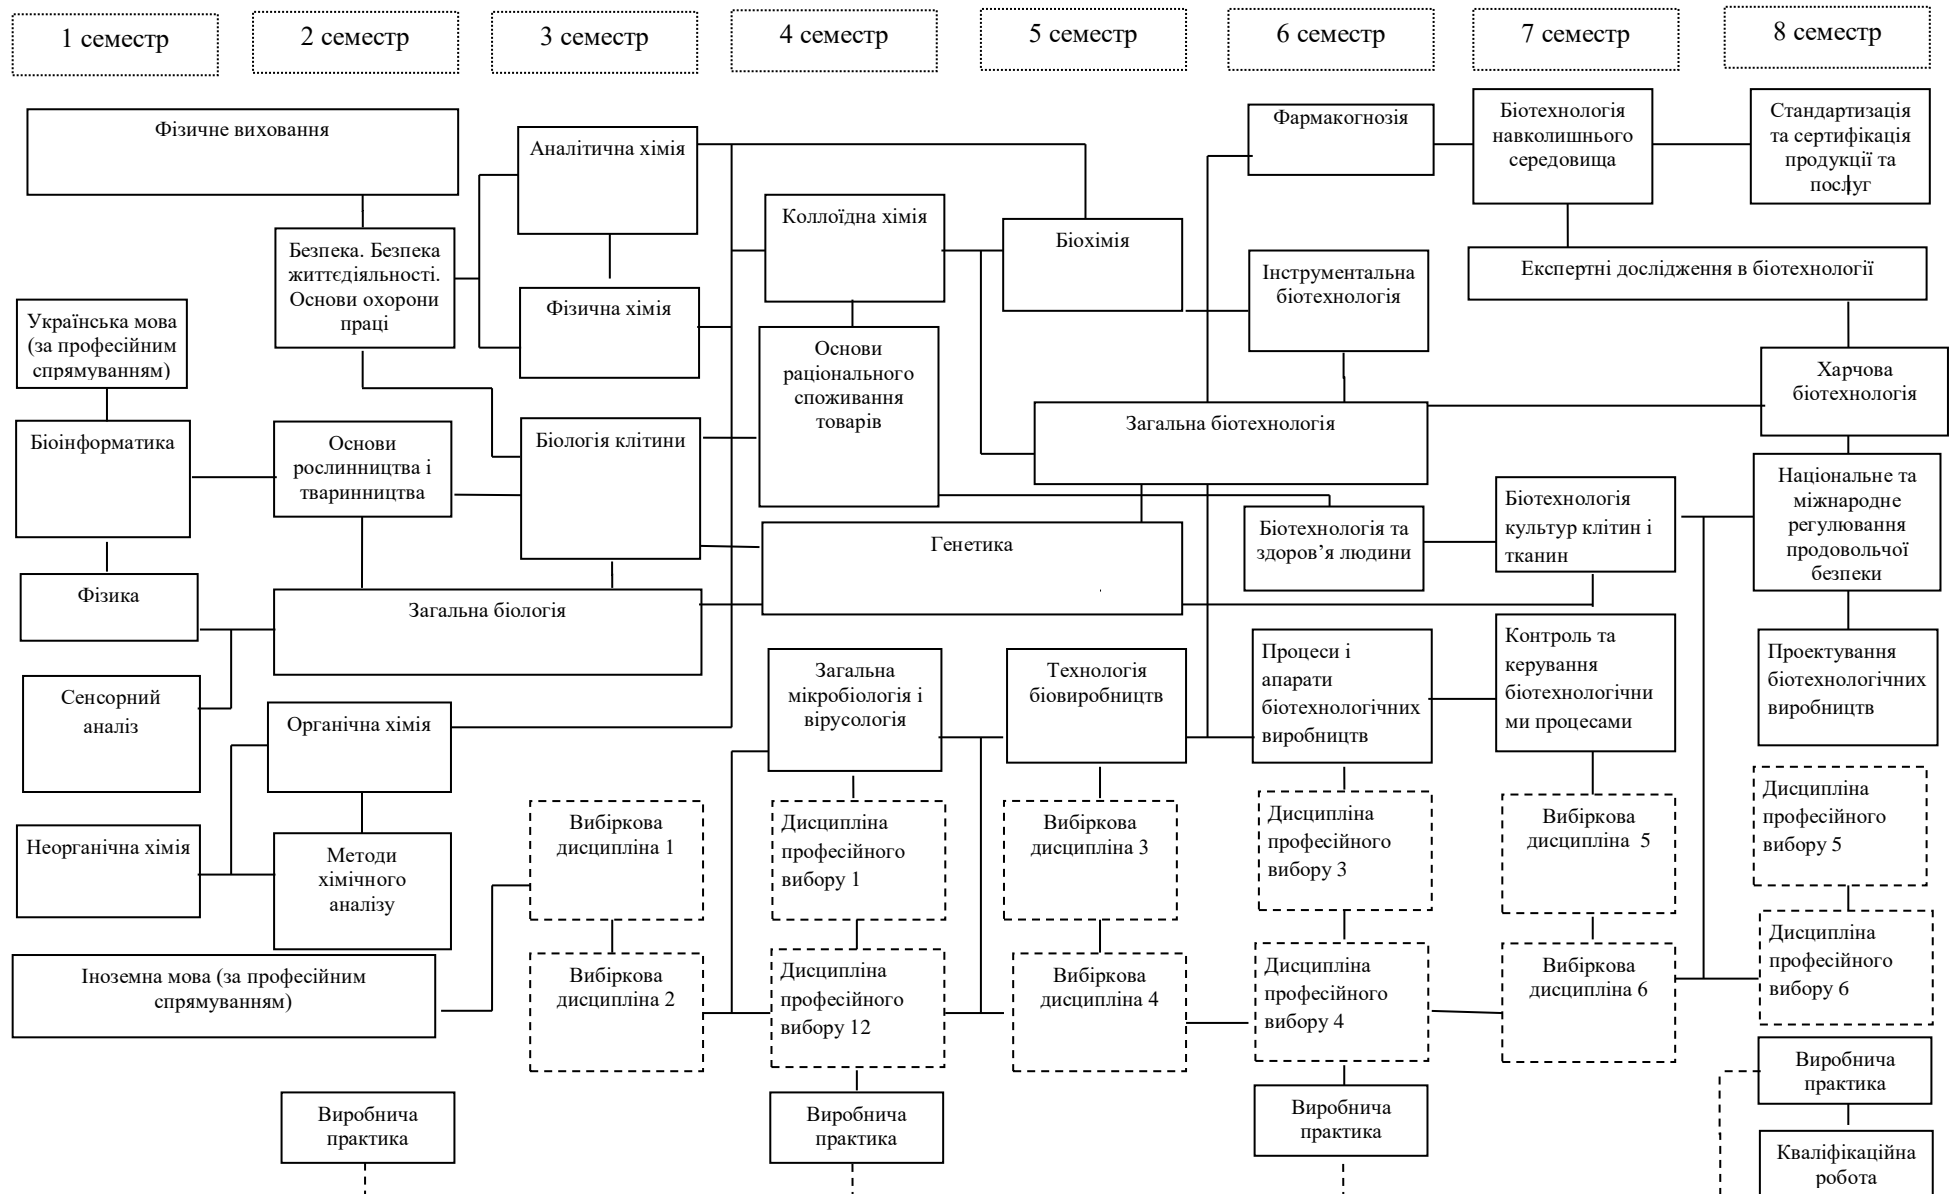 1 семестр
2 семестр
3 семестр
4 семестр
5 семестр
6 семестр
7 семестр
8 семестр
Фізичне виховання
Українська мова
(за професійним
спрямуванням)
Біоінформатика
Фізика
Сенсорний
аналіз
Неорганічна хімія
Іноземна мова (за професійним
спрямуванням)
Безпека. Безпека
життєдіяльності.
Основи охорони
праці
Основи
рослинництва і
тваринництва
Загальна біологія
Органічна хімія
Методи
хімічного
аналізу
Виробнича
практика
Аналітична хімія
Фізична хімія
Біологія клітини
Вибіркова
дисципліна 1
Вибіркова
дисципліна 2
Коллоїдна хімія
Основи
раціонального
споживання
товарів
Генетика
Загальна
мікробіологія і
вірусологія
Дисципліна
професійного
вибору 1
Дисципліна
професійного
вибору 12
Виробнича
практика
Біохімія
Загальна біотехнологія
Технологія
біовиробництв
Вибіркова
дисципліна 3
Вибіркова
дисципліна 4
Фармакогнозія
Інструментальна
біотехнологія
Біотехнологія та
здоров’я людини
Процеси і
апарати
біотехнологічних
виробництв
Дисципліна
професійного
вибору 3
Дисципліна
професійного
вибору 4
Виробнича
практика
Біотехнологія
навколишнього
середовища
Експертні дослідження в біотехнології
Біотехнологія
культур клітин і
тканин
Контроль та
керування
біотехнологічни
ми процесами
Вибіркова
дисципліна 5
Вибіркова
дисципліна 6
Стандартизація
та сертифікація
продукції та
послуг
Харчова
біотехнологія
Національне та
міжнародне
регулювання
продовольчої
безпеки
Проектування
біотехнологічних
виробництв
Дисципліна
професійного
вибору 5
Дисципліна
професійного
вибору 6
Виробнича
практика
Кваліфікаційна
робота